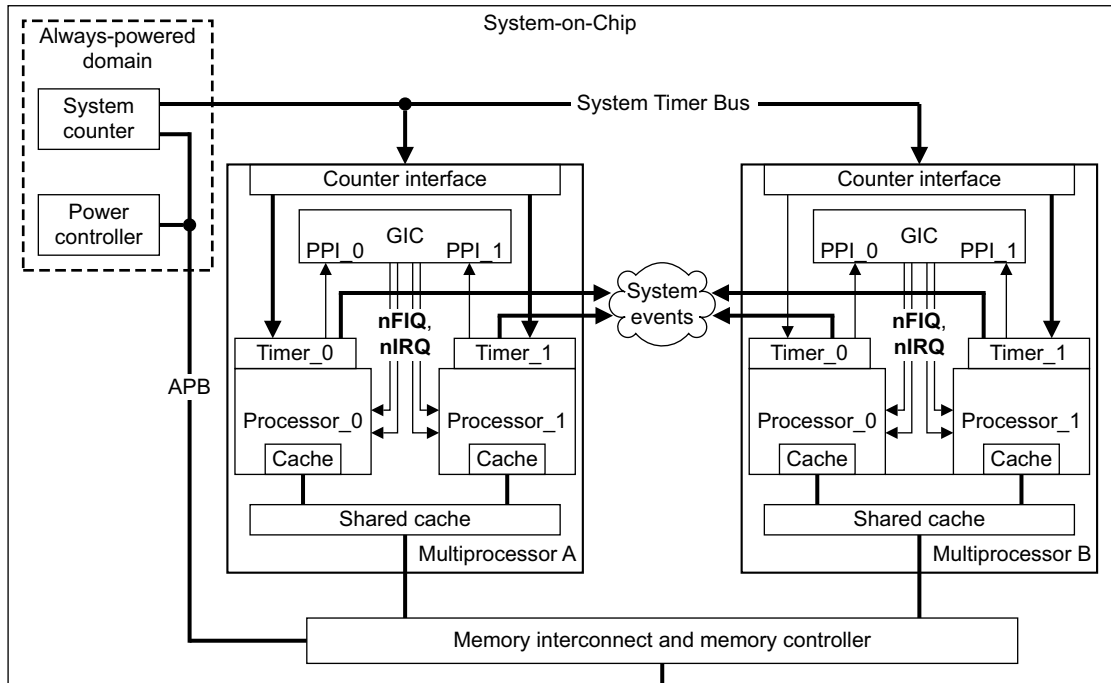 System-on-Chip
Always-powered
domain
System
counter
System Timer Bus
Power
controller
Counter interface
Counter interface
GIC
PPI_0
PPI_1
GIC
PPI_0
PPI_1
System
events
nFIQ,
nIRQ
nFIQ,
nIRQ
Timer_0
Timer_1
Timer_0
Timer_1
APB
Processor_0
Processor_1
Processor_0
Processor_1
Cache
Cache
Cache
Cache
Shared cache
Shared cache
Multiprocessor A
Multiprocessor B
Memory interconnect and memory controller